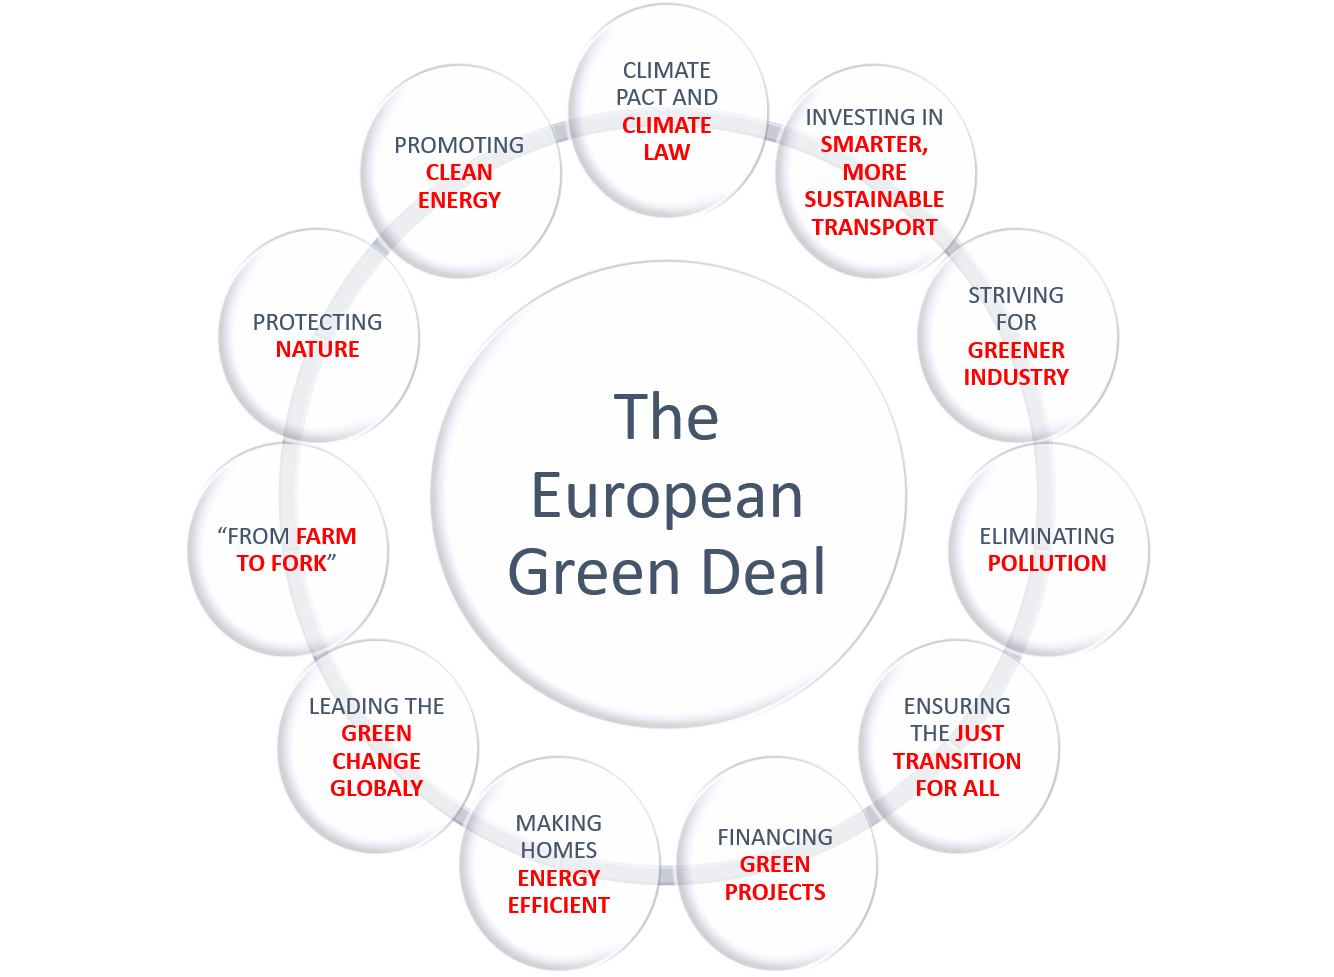 CLIMATE
PACT AND
CLIMATE
LAW
INVESTING IN
SMARTER,
MORE
SUSTAINABLE
TRANSPORT
STRIVING
FOR
GREENER
INDUSTRY
ELIMINATING
POLLUTION
ENSURING
THE JUST
TRANSITION
FOR ALL
FINANCING
GREEN
PROJECTS
MAKING
HOMES
ENERGY
EFFICIENT
LEADING THE
GREEN
CHANGE
GLOBALY
“FROM FARM
TO FORK”
PROTECTING
NATURE
PROMOTING
CLEAN
ENERGY
The
European
Green Deal